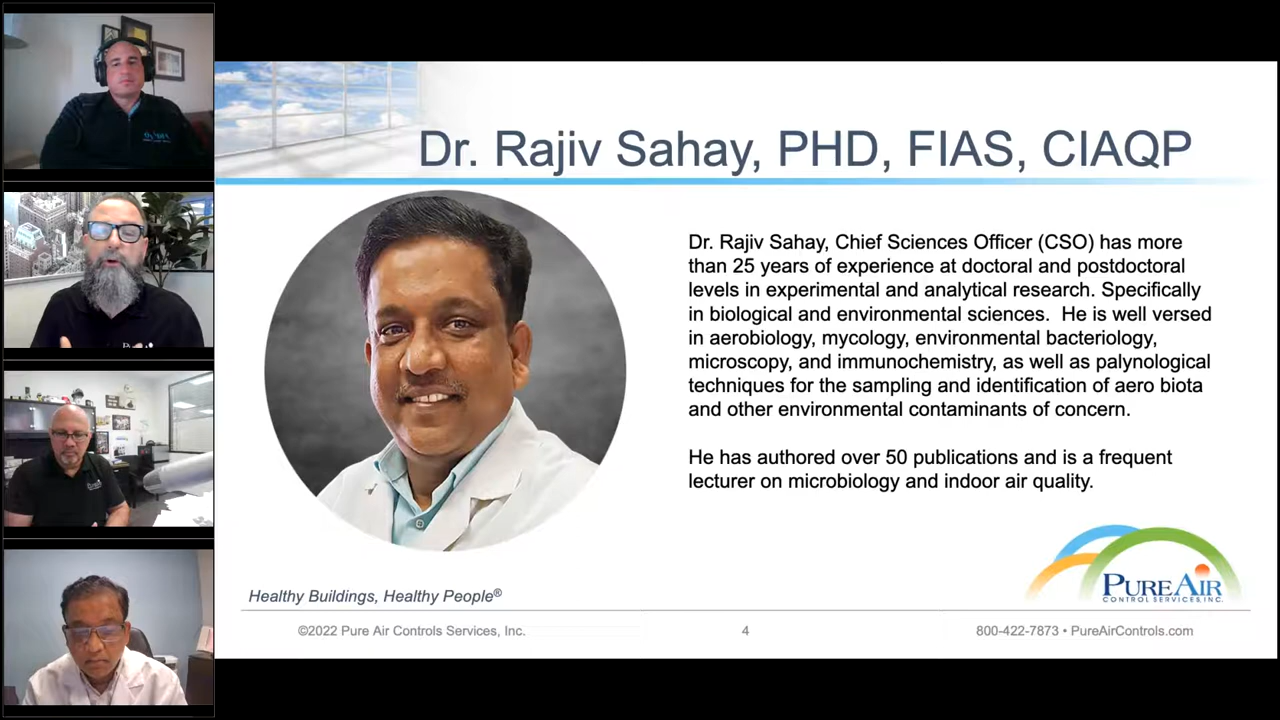 Dr. Rajiv Sahay, PHD, FIAS, CIAQP
Dr. Rajiv Sahay, Chief Sciences Officer (CSO) has more
than 25 years of experience at doctoral and postdoctoral
levels in experimental and analytical research. Specifically
in biological and environmental sciences. He is well versed
in aerobiology, mycology, environmental bacteriology,
microscopy, and immunochemistry, as well as palynological
techniques for the sampling and identification of aero biota
and other environmental contaminants of concern.
He has authored over 50 publications and is a frequent
lecturer on microbiology and indoor air quality.
PURE AIR
CONTROL SERVICES, INC.
Healthy Buildings, Healthy People®
©2022 Pure Air Controls Services, Inc.
4
800-422-7873 • PureAirControls.com